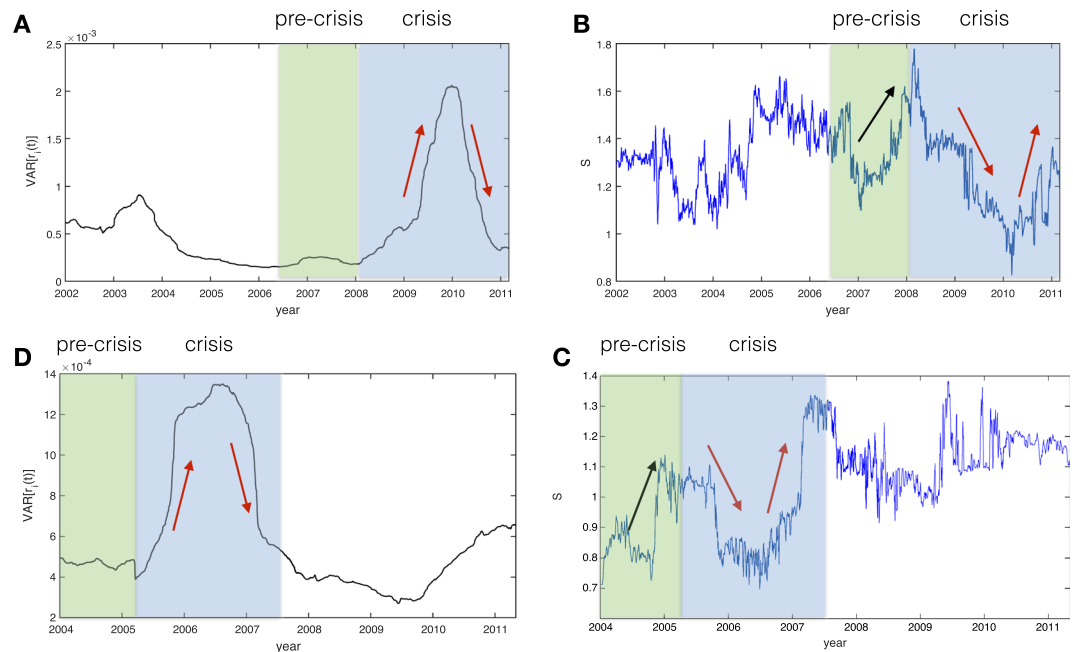 A
pre-crisis crisis
×10⁻³
2.5
2
1.5
1
0.5
0
VAR[rᵢ(t)]
2002 2003 2004 2005 2006 2007 2008 2009 2010 2011
year
B
pre-crisis crisis
1.8
1.6
1.4
1.2
1
0.8
S
2002 2003 2004 2005 2006 2007 2008 2009 2010 2011
year
D
pre-crisis crisis
×10⁻⁴
14
12
10
8
6
4
2
VAR[rᵢ(t)]
2004 2005 2006 2007 2008 2009 2010 2011
year
C
pre-crisis crisis
1.4
1.3
1.2
1.1
1
0.9
0.8
0.7
0.6
S
2004 2005 2006 2007 2008 2009 2010 2011
year